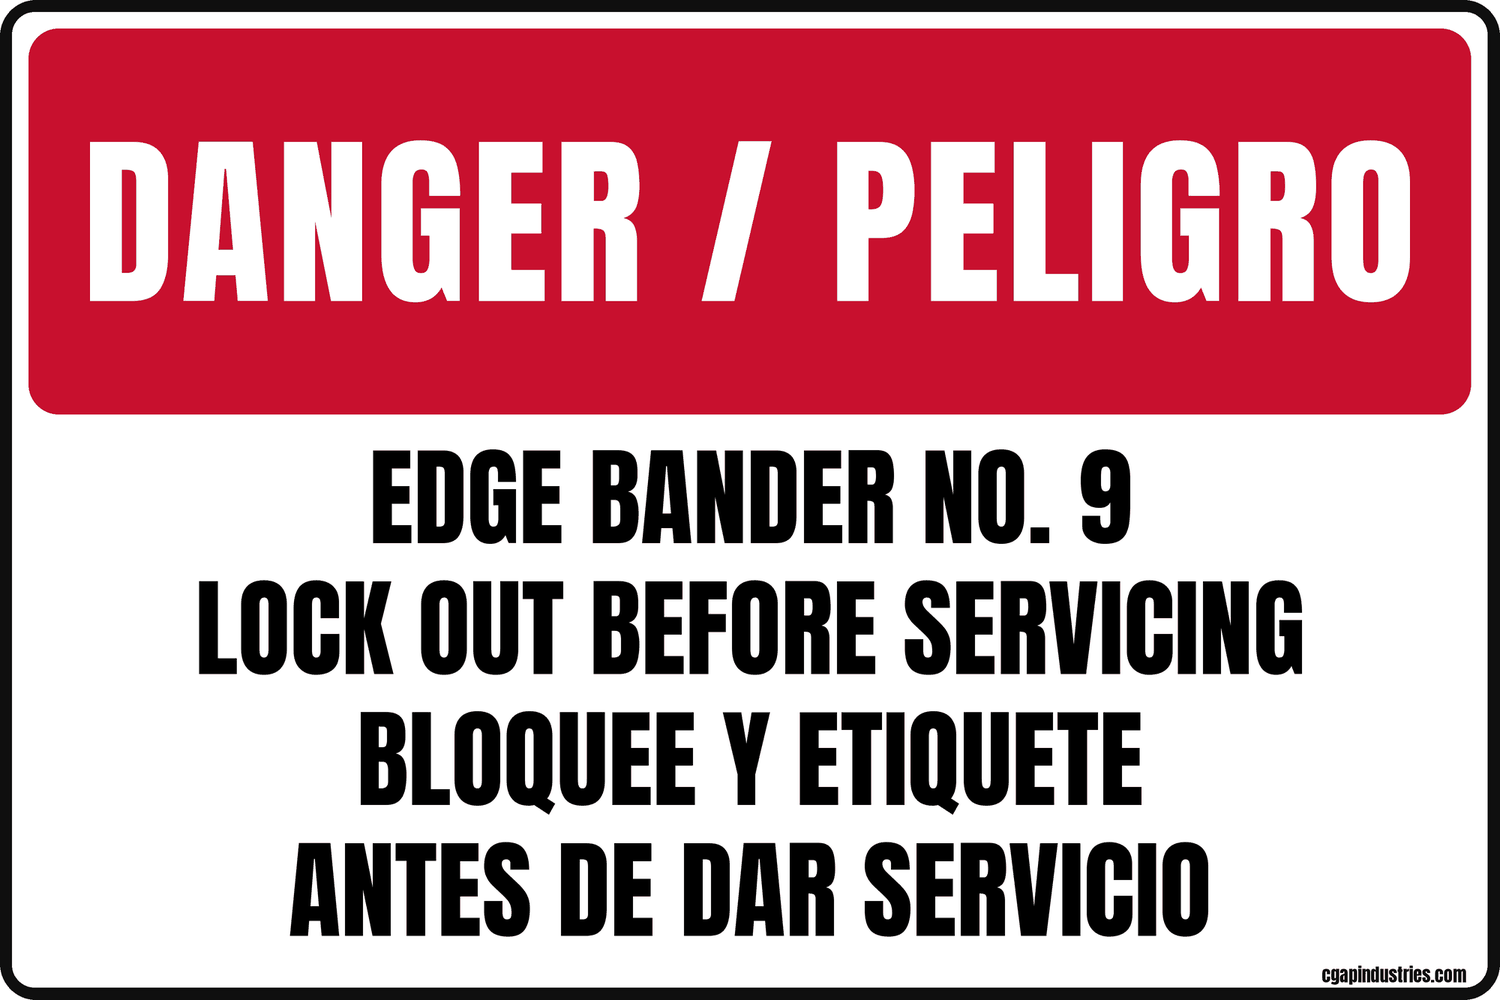 DANGER / PELIGRO
EDGE BANDER NO. 9
LOCK OUT BEFORE SERVICING
BLOQUEE Y ETIQUETE
ANTES DE DAR SERVICIO
cgapindustries.com